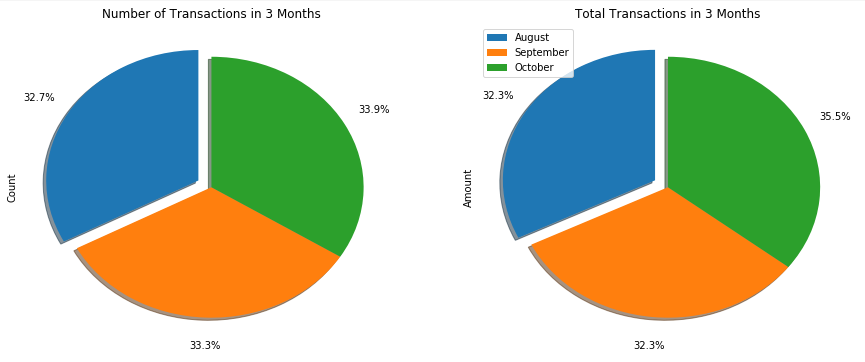 Number of Transactions in 3 Months
32.7%
33.9%
Count
33.3%
Total Transactions in 3 Months
August
September
October
32.3%
35.5%
Amount
32.3%